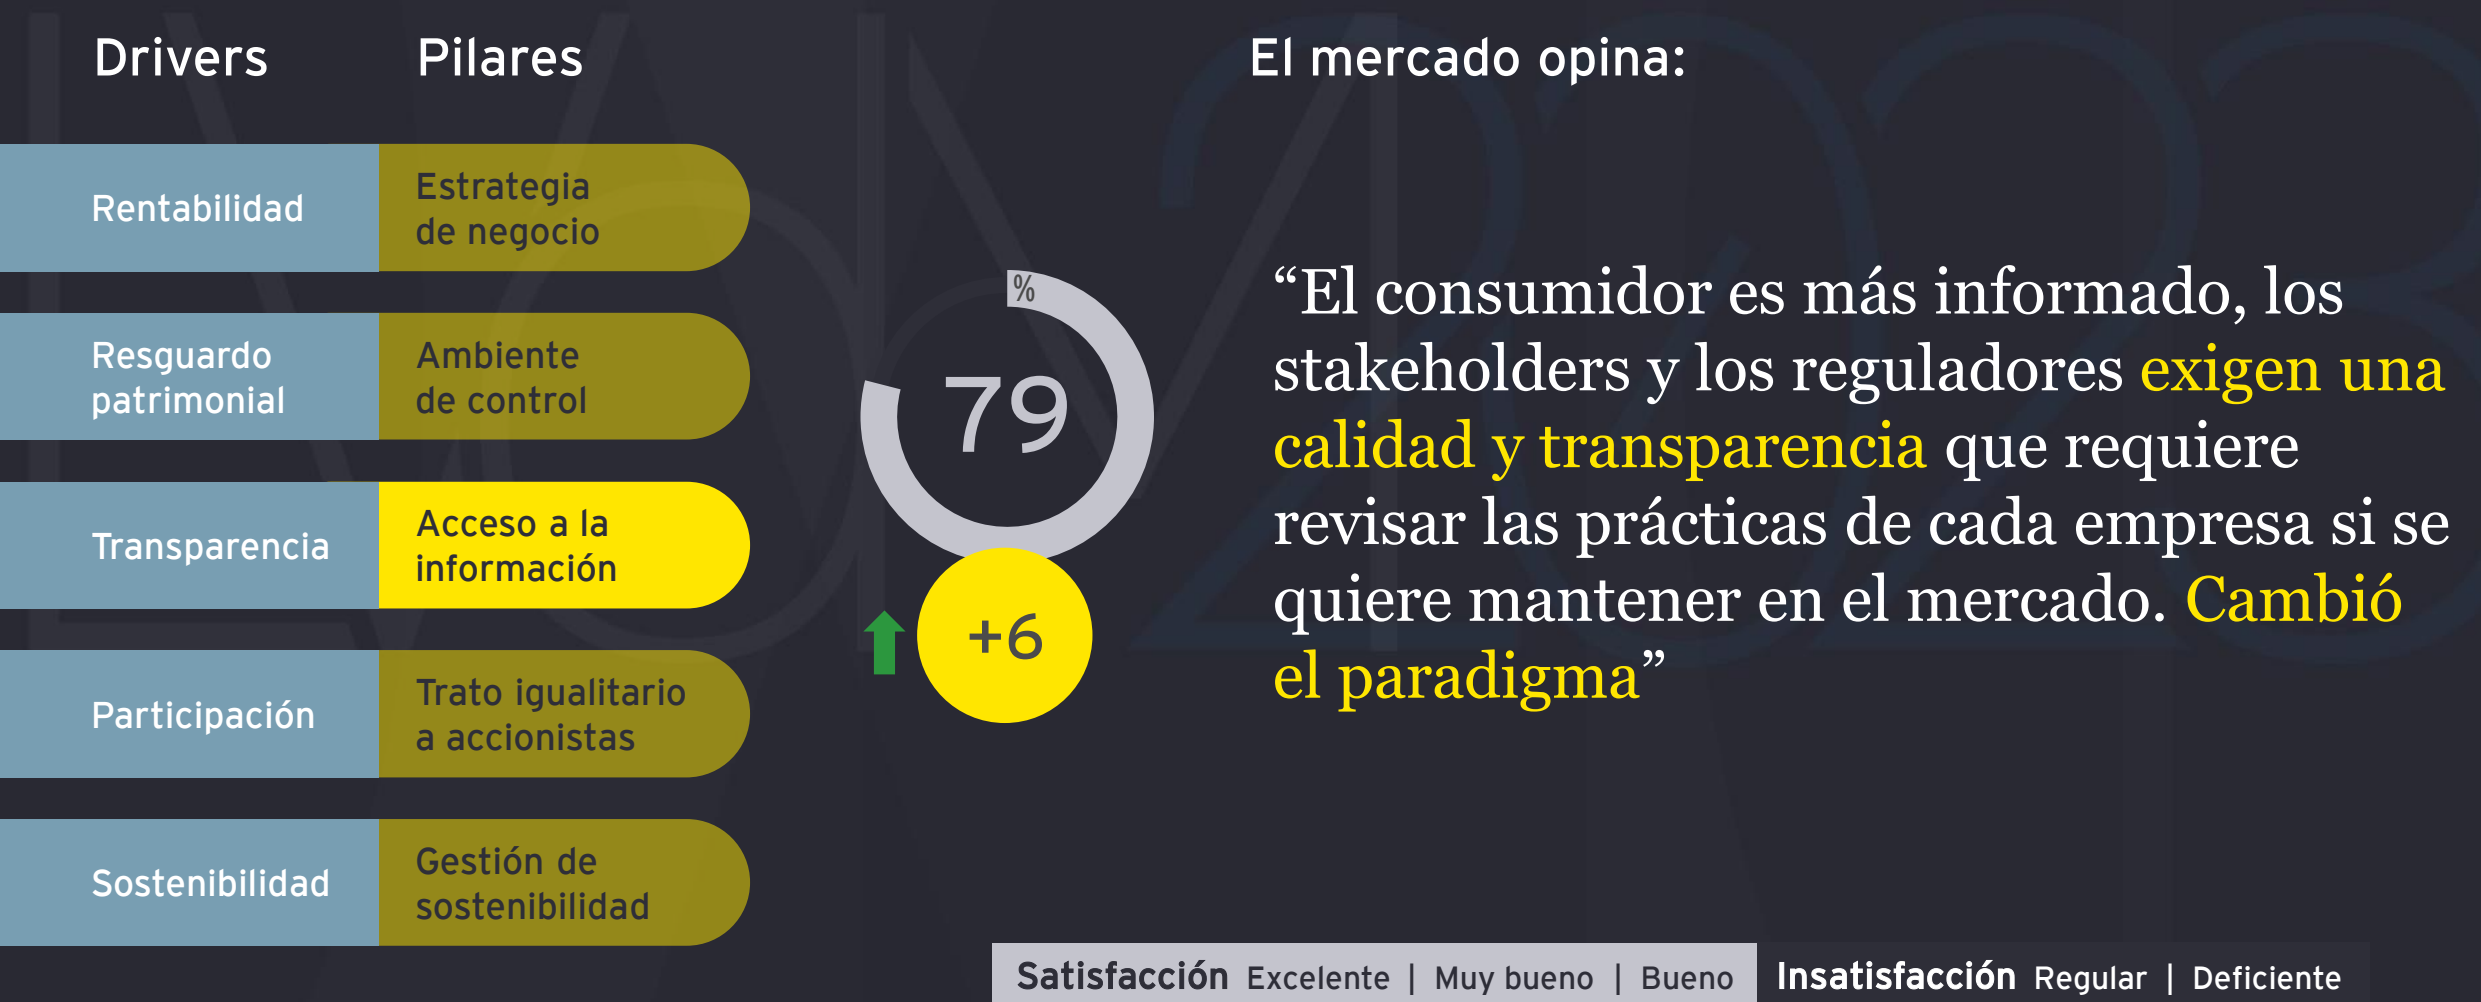 Drivers
Pilares
El mercado opina:
Rentabilidad
Estrategia
de negocio
Resguardo
patrimonial
Ambiente
de control
Transparencia
Acceso a la
información
Participación
Trato igualitario
a accionistas
Sostenibilidad
Gestión de
sostenibilidad
%
79
+6
“El consumidor es más informado, los
stakeholders y los reguladores exigen una
calidad y transparencia que requiere
revisar las prácticas de cada empresa si se
quiere mantener en el mercado. Cambió
el paradigma”
Satisfacción Excelente | Muy bueno | Bueno
Insatisfacción Regular | Deficiente